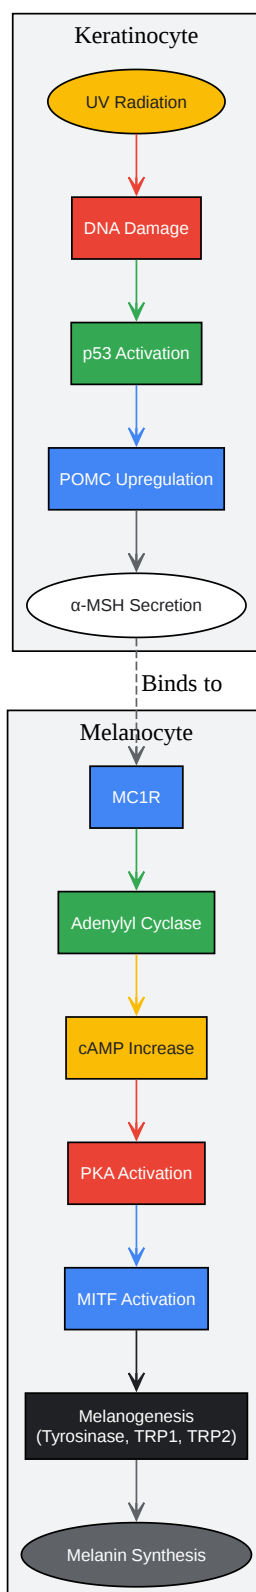 Keratinocyte
UV Radiation
DNA Damage
p53 Activation
POMC Upregulation
α-MSH Secretion
Binds to
Melanocyte
MC1R
Adenylyl Cyclase
cAMP Increase
PKA Activation
MITF Activation
Melanogenesis
(Tyrosinase, TRP1, TRP2)
Melanin Synthesis